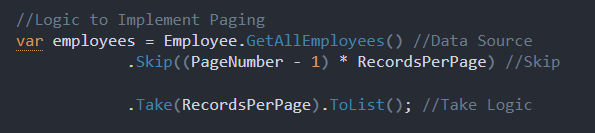 //Logic to Implement Paging
var employees = Employee.GetAllEmployees() //Data Source
.Skip((PageNumber - 1) * RecordsPerPage) //Skip
.Take(RecordsPerPage).ToList(); //Take Logic